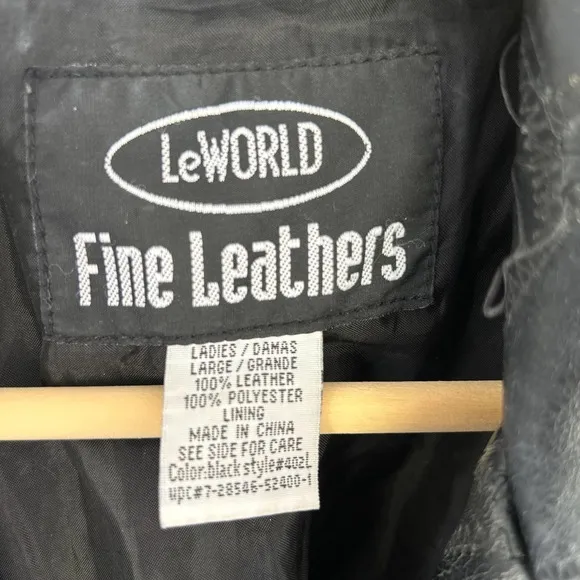 LeWORLD
Fine Leathers
LADIES / DAMAS
LARGE / GRANDE
100% LEATHER
100% POLYESTER
LINING
MADE IN CHINA
SEE SIDE FOR CARE
Color:black style#402L
upc#7-28546-52400-1